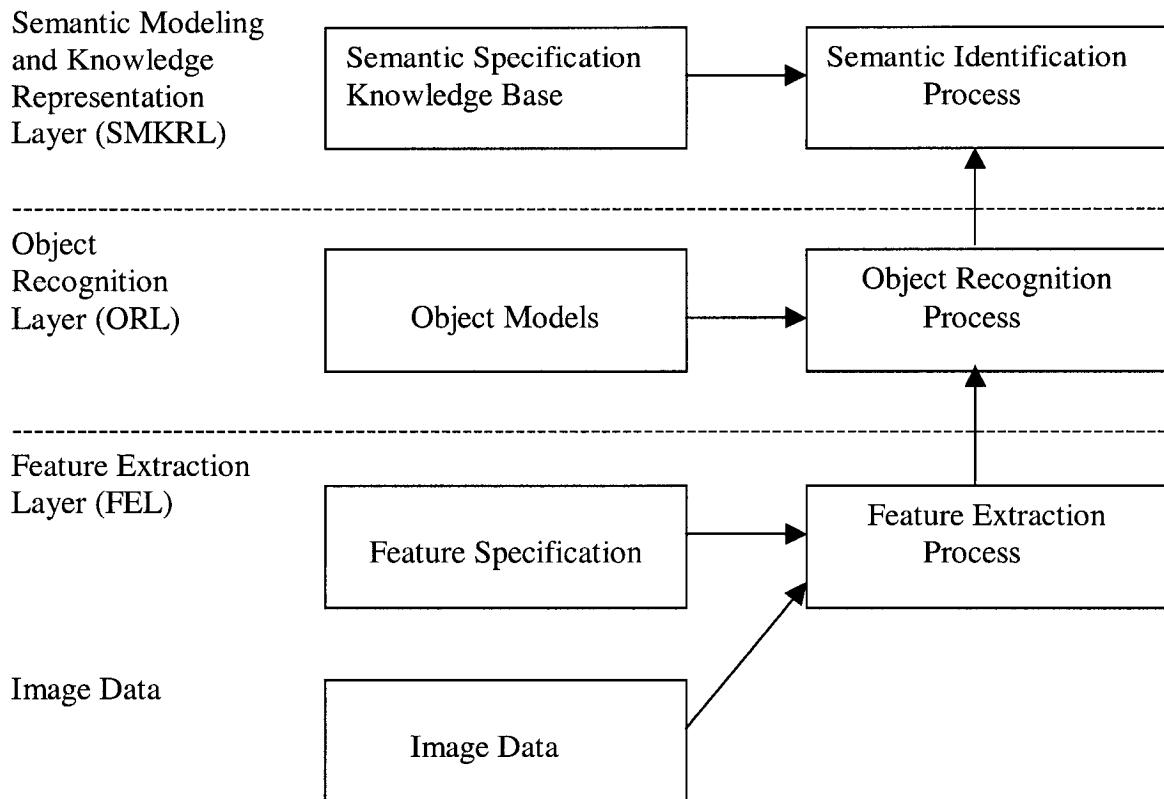 Semantic Modeling
and Knowledge
Representation
Layer (SMKRL)
Semantic Specification
Knowledge Base
Semantic Identification
Process
Object
Recognition
Layer (ORL)
Object Models
Object Recognition
Process
Feature Extraction
Layer (FEL)
Feature Specification
Feature Extraction
Process
Image Data
Image Data